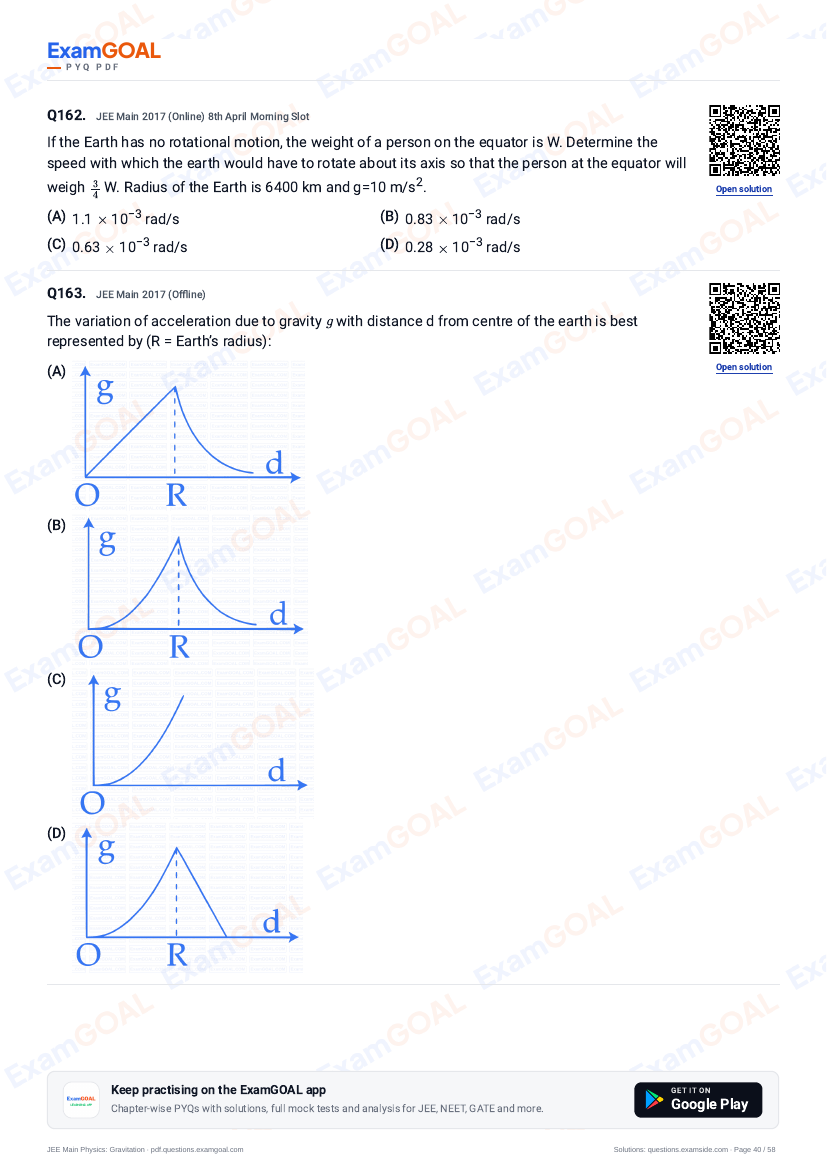 ExamGOAL
PYQ PDF
Q162. JEE Main 2017 (Online) 8th April Morning Slot
If the Earth has no rotational motion, the weight of a person on the equator is W. Determine the
speed with which the earth would have to rotate about its axis so that the person at the equator will
weigh 3/4 W. Radius of the Earth is 6400 km and g=10 m/s².
Open solution
(A) 1.1 × 10⁻³ rad/s
(B) 0.83 × 10⁻³ rad/s
(C) 0.63 × 10⁻³ rad/s
(D) 0.28 × 10⁻³ rad/s
Q163. JEE Main 2017 (Offline)
The variation of acceleration due to gravity g with distance d from centre of the earth is best
represented by (R = Earth's radius):
Open solution
(A)
g
d
O R
(B)
g
d
O R
(C)
g
d
O
(D)
g
d
O R
ExamGOAL
Keep practising on the ExamGOAL app
Chapter-wise PYQs with solutions, full mock tests and analysis for JEE, NEET, GATE and more.
GET IT ON
Google Play
JEE Main Physics: Gravitation · pdf.questions.examgoal.com
Solutions: questions.examside.com · Page 40 / 58